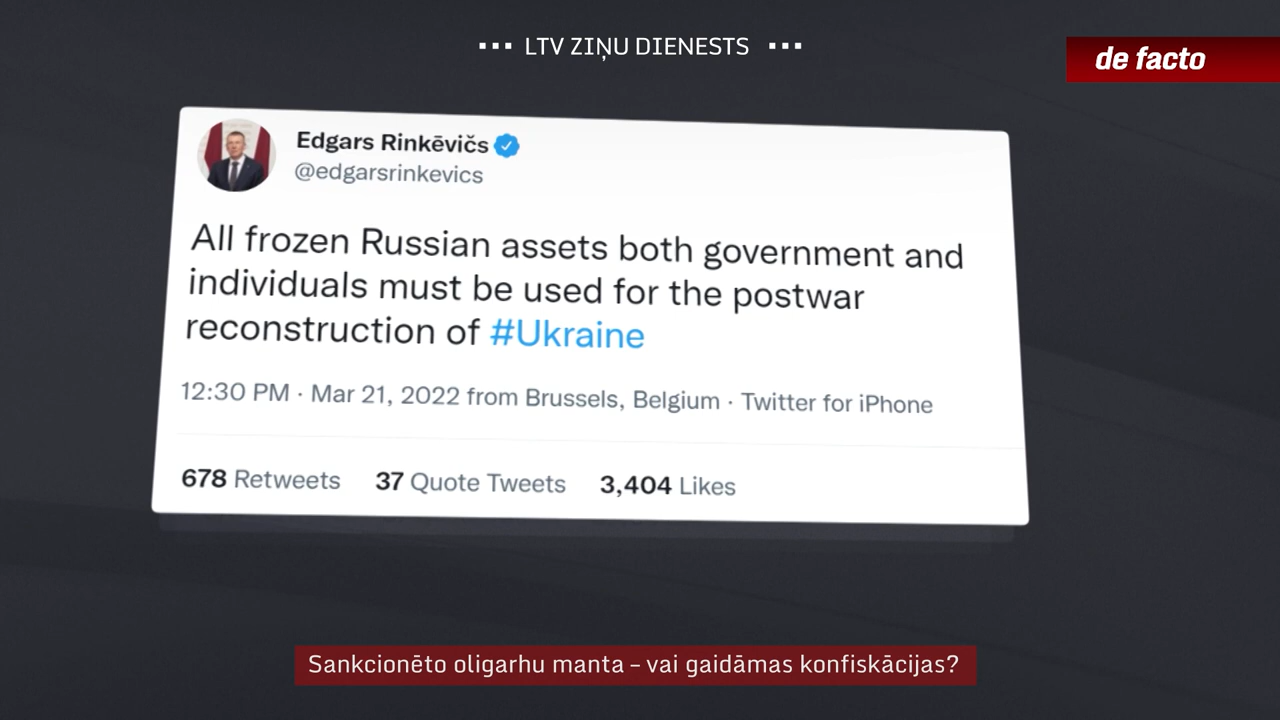 LTV ZIŅU DIENESTS
de facto
Edgars Rinkēvičs
@edgarsrinkevics
All frozen Russian assets both government and
individuals must be used for the postwar
reconstruction of #Ukraine
12:30 PM · Mar 21, 2022 from Brussels, Belgium · Twitter for iPhone
678 Retweets 37 Quote Tweets 3,404 Likes
Sankcionēto oligarhu manta – vai gaidāmas konfiskācijas?